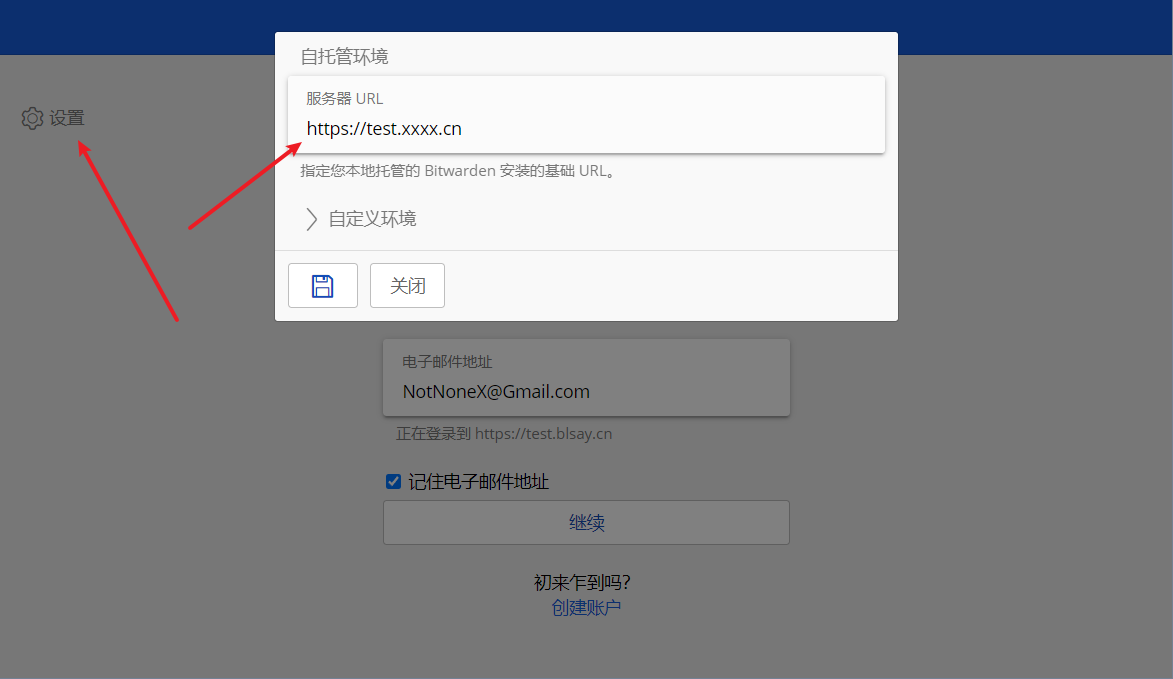 自托管环境
服务器 URL
https://test.xxxx.cn
设置
指定您本地托管的 Bitwarden 安装的基础 URL。
自定义环境
关闭
电子邮件地址
NotNoneX@Gmail.com
正在登录到 https://test.blsay.cn
记住电子邮件地址
继续
初来乍到吗?
创建账户